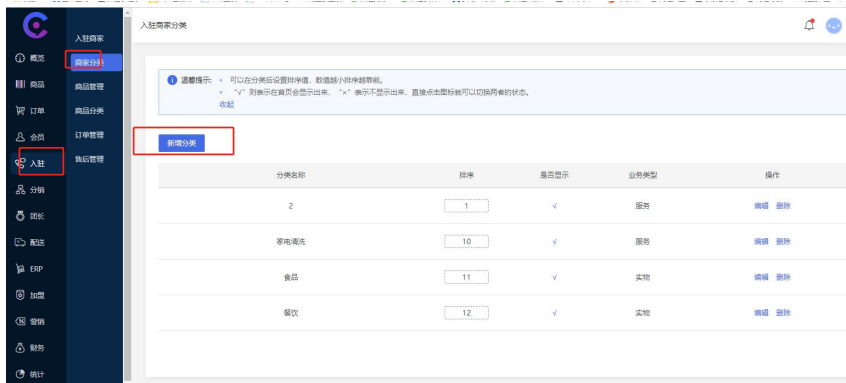 入驻商家分类
概览
商品
订单
会员
入驻
分销
团长
配送
ERP
加盟
营销
财务
统计
入驻商家
商家分类
商品管理
商品分类
订单管理
售后管理
温馨提示: 可以在分类后设置排序值，数值越小排序越靠前。
“√”则表示在首页会显示出来，“×”表示不显示出来，直接点击图标就可以切换两者的状态。
收起
新增分类
分类名称 排序 是否显示 业务类型 操作
2 1 √ 服务 编辑 删除
家电清洗 10 √ 服务 编辑 删除
食品 11 √ 实物 编辑 删除
餐饮 12 √ 实物 编辑 删除